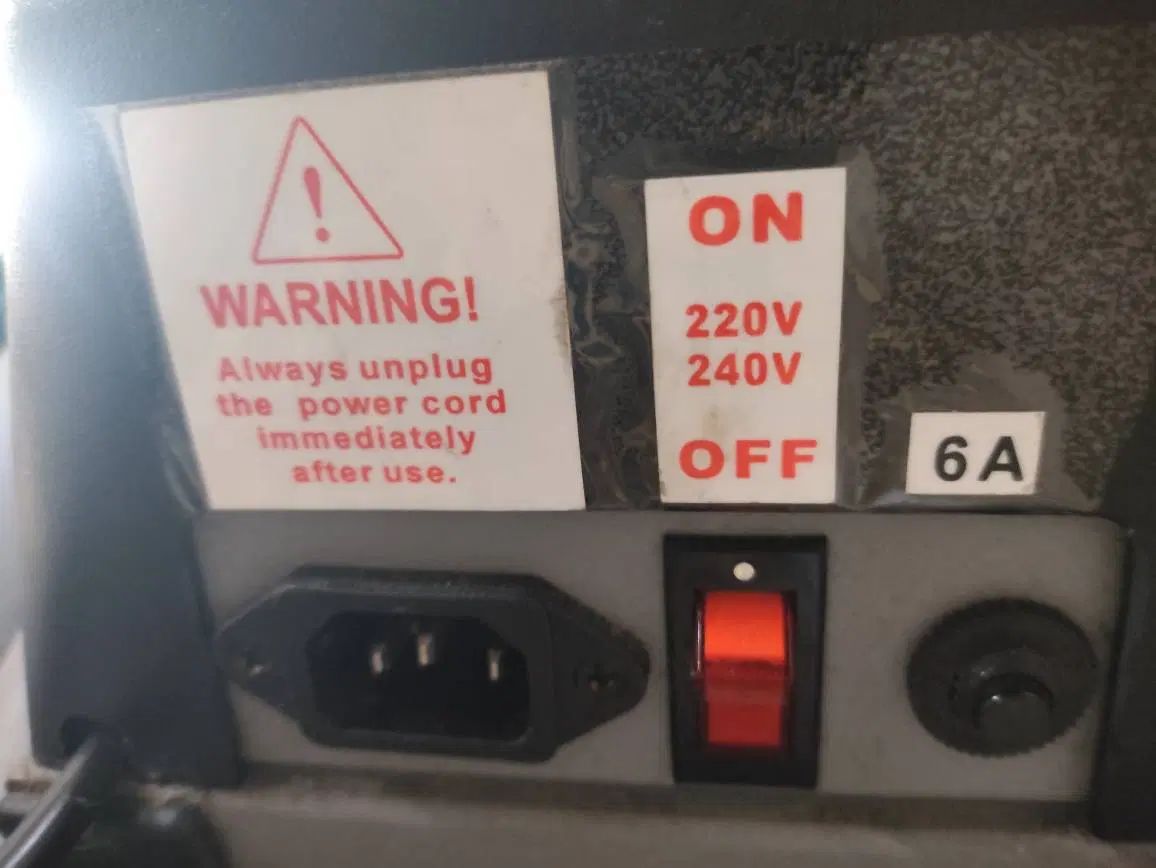 WARNING!
Always unplug
the power cord
immediately
after use.
ON
220V
240V
OFF
6A